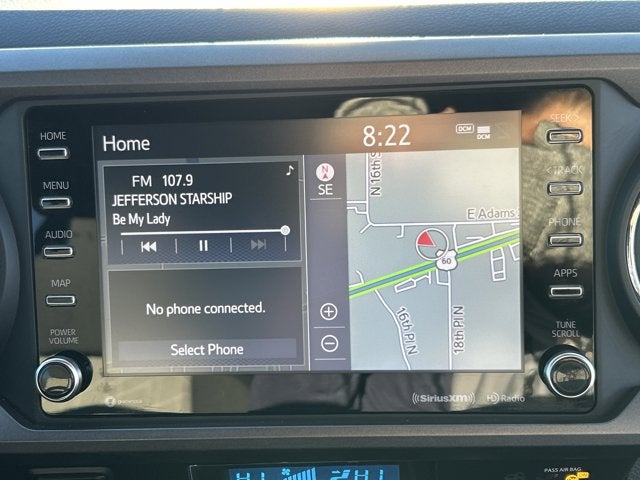 HOME
MENU
AUDIO
MAP
POWER
VOLUME
Home
8:22
DCM
DCM
FM 107.9
JEFFERSON STARSHIP
Be My Lady
No phone connected.
Select Phone
N
SE
N 16th S
E Adams
60
16th Pl N
18th Pl N
SEEK >
< TRACK
PHONE
APPS
TUNE
SCROLL
((SiriusXM))
HD Radio
PASS AIR BAG
HI
HI